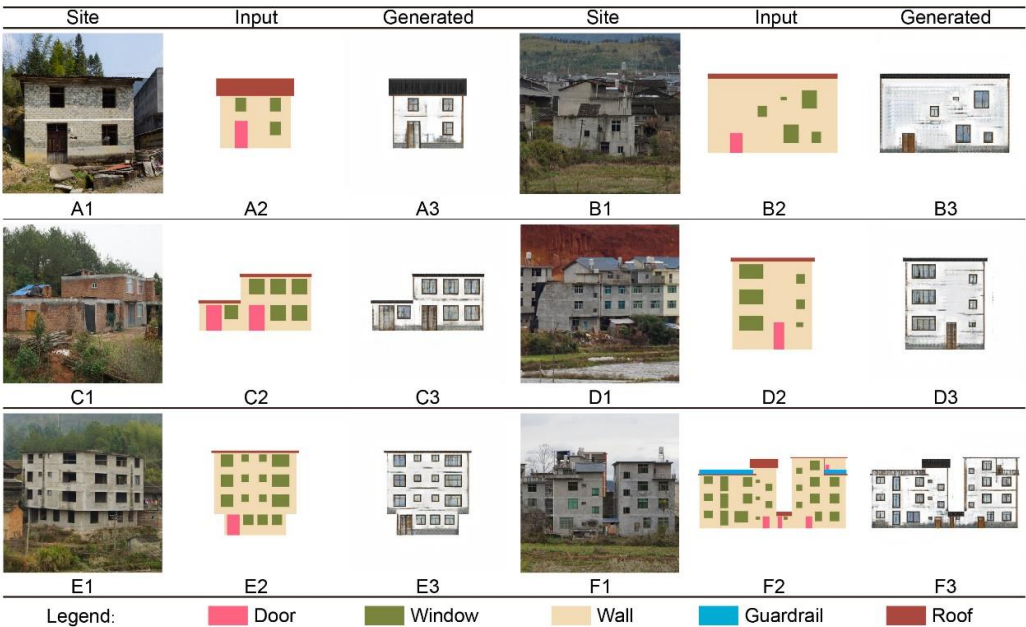 Site Input Generated Site Input Generated
A1 A2 A3 B1 B2 B3
C1 C2 C3 D1 D2 D3
E1 E2 E3 F1 F2 F3
Legend: Door Window Wall Guardrail Roof